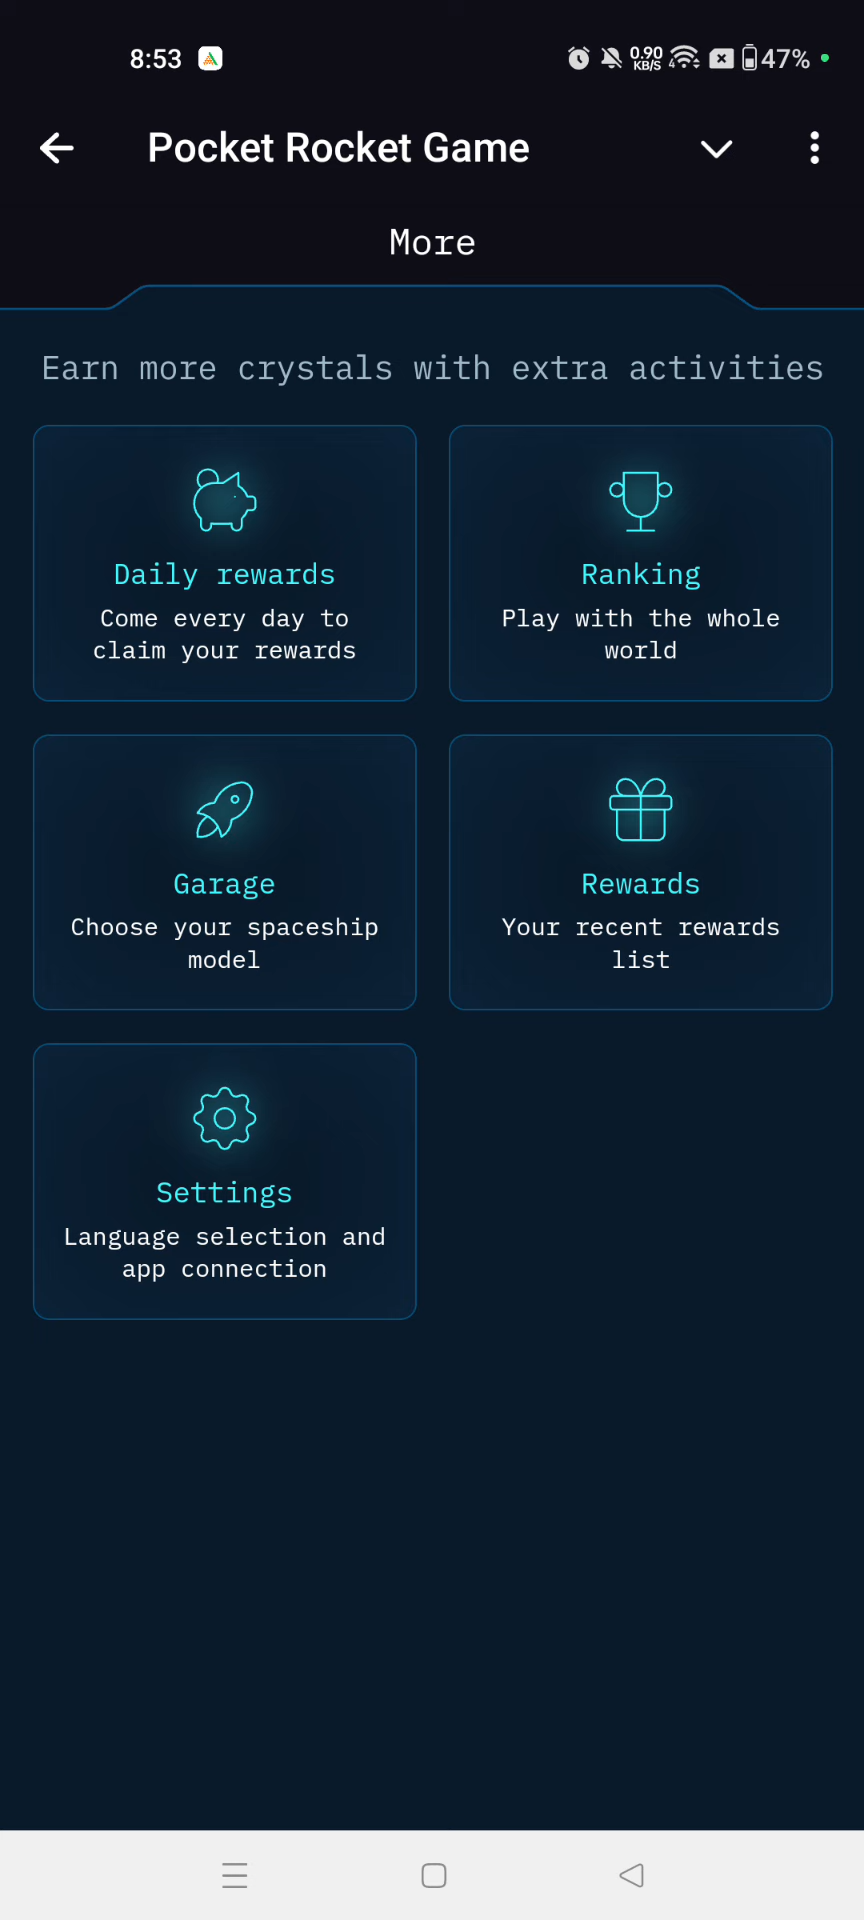 8:53
0.90
KB/S
4
47%
Pocket Rocket Game
More
Earn more crystals with extra activities
Daily rewards
Come every day to
claim your rewards
Ranking
Play with the whole
world
Garage
Choose your spaceship
model
Rewards
Your recent rewards
list
Settings
Language selection and
app connection